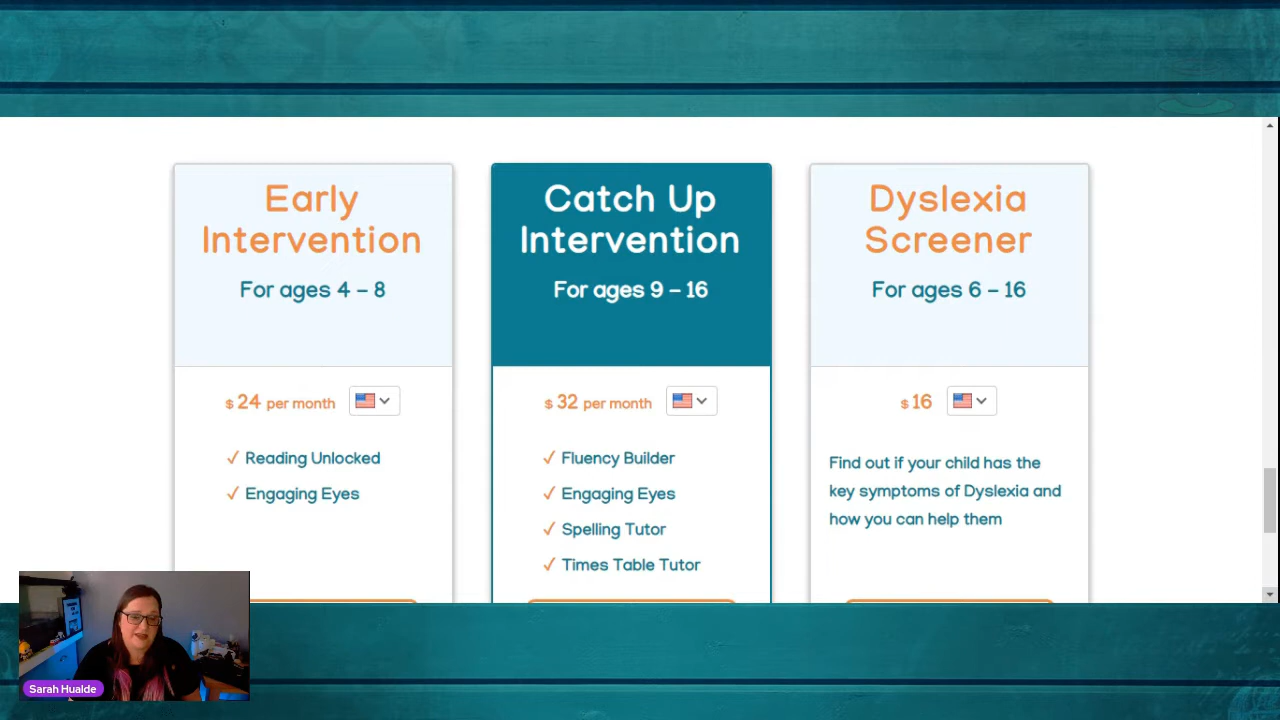 Early
Intervention
For ages 4 – 8
$ 24 per month
✓ Reading Unlocked
✓ Engaging Eyes
Catch Up
Intervention
For ages 9 – 16
$ 32 per month
✓ Fluency Builder
✓ Engaging Eyes
✓ Spelling Tutor
✓ Times Table Tutor
Dyslexia
Screener
For ages 6 – 16
$ 16
Find out if your child has the
key symptoms of Dyslexia and
how you can help them
Sarah Hualde